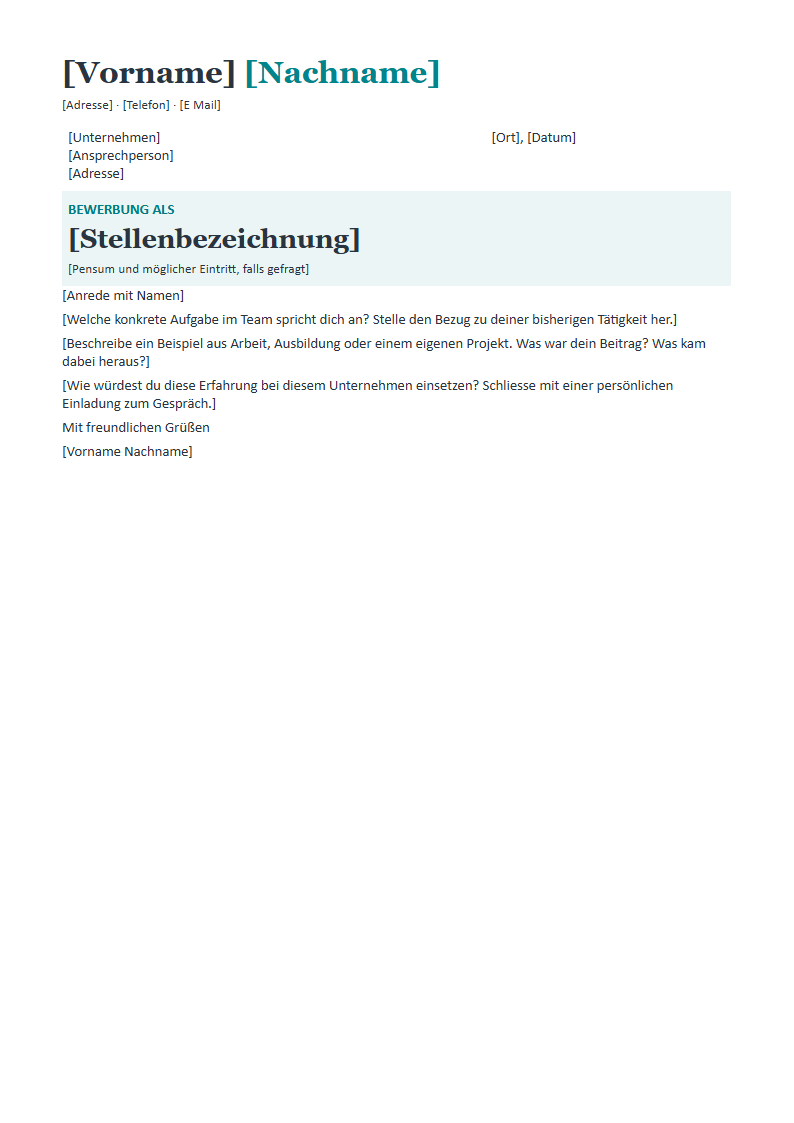 [Vorname] [Nachname]
[Adresse] · [Telefon] · [E Mail]
[Unternehmen]
[Ansprechperson]
[Adresse]
[Ort], [Datum]
BEWERBUNG ALS
[Stellenbezeichnung]
[Pensum und möglicher Eintritt, falls gefragt]
[Anrede mit Namen]
[Welche konkrete Aufgabe im Team spricht dich an? Stelle den Bezug zu deiner bisherigen Tätigkeit her.]
[Beschreibe ein Beispiel aus Arbeit, Ausbildung oder einem eigenen Projekt. Was war dein Beitrag? Was kam
dabei heraus?]
[Wie würdest du diese Erfahrung bei diesem Unternehmen einsetzen? Schliesse mit einer persönlichen
Einladung zum Gespräch.]
Mit freundlichen Grüßen
[Vorname Nachname]